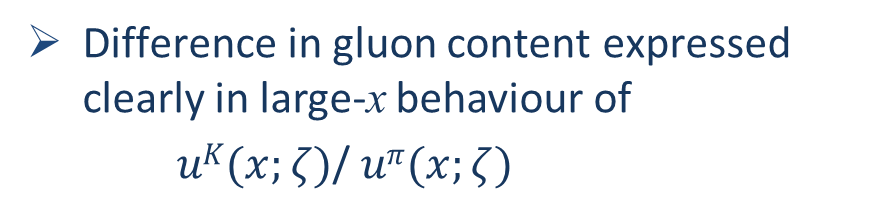 ➢ Difference in gluon content expressed
clearly in large-x behaviour of
u^K(x; ζ)/ u^π(x; ζ)